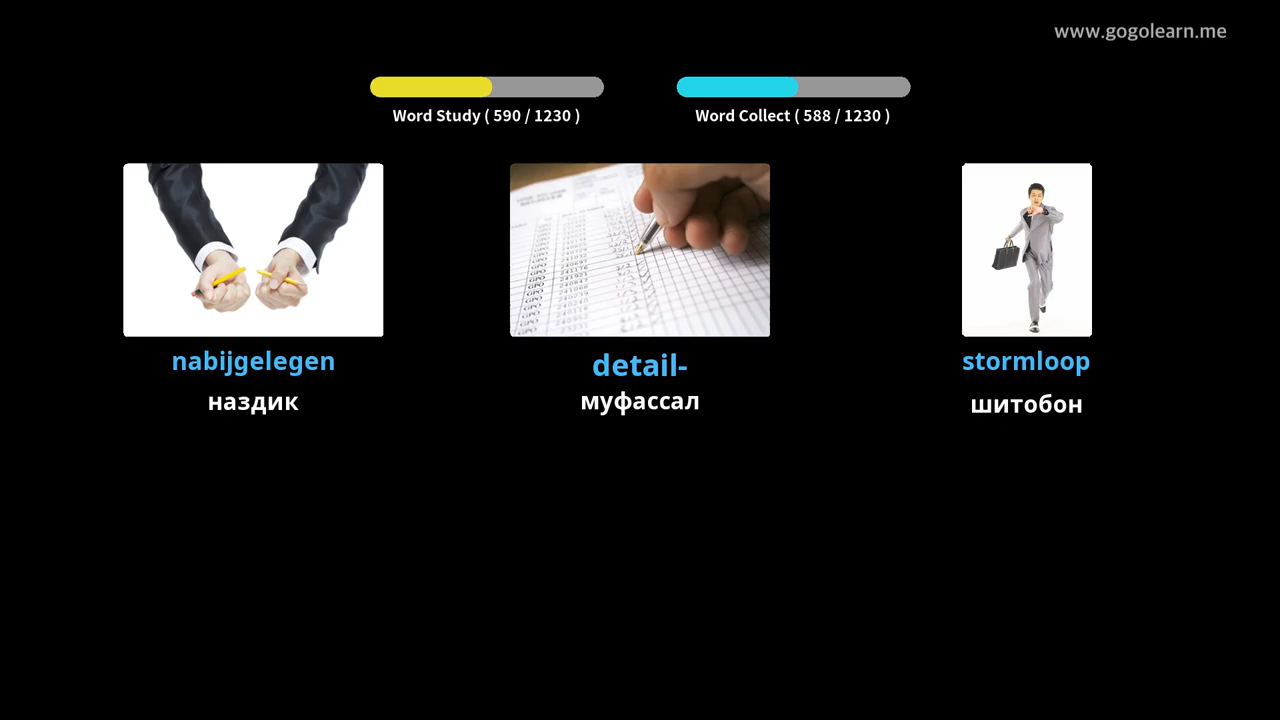 www.gogolearn.me
Word Study ( 590 / 1230 )
Word Collect ( 588 / 1230 )
nabijgelegen
detail-
stormloop
наздик
муфассал
шитобон